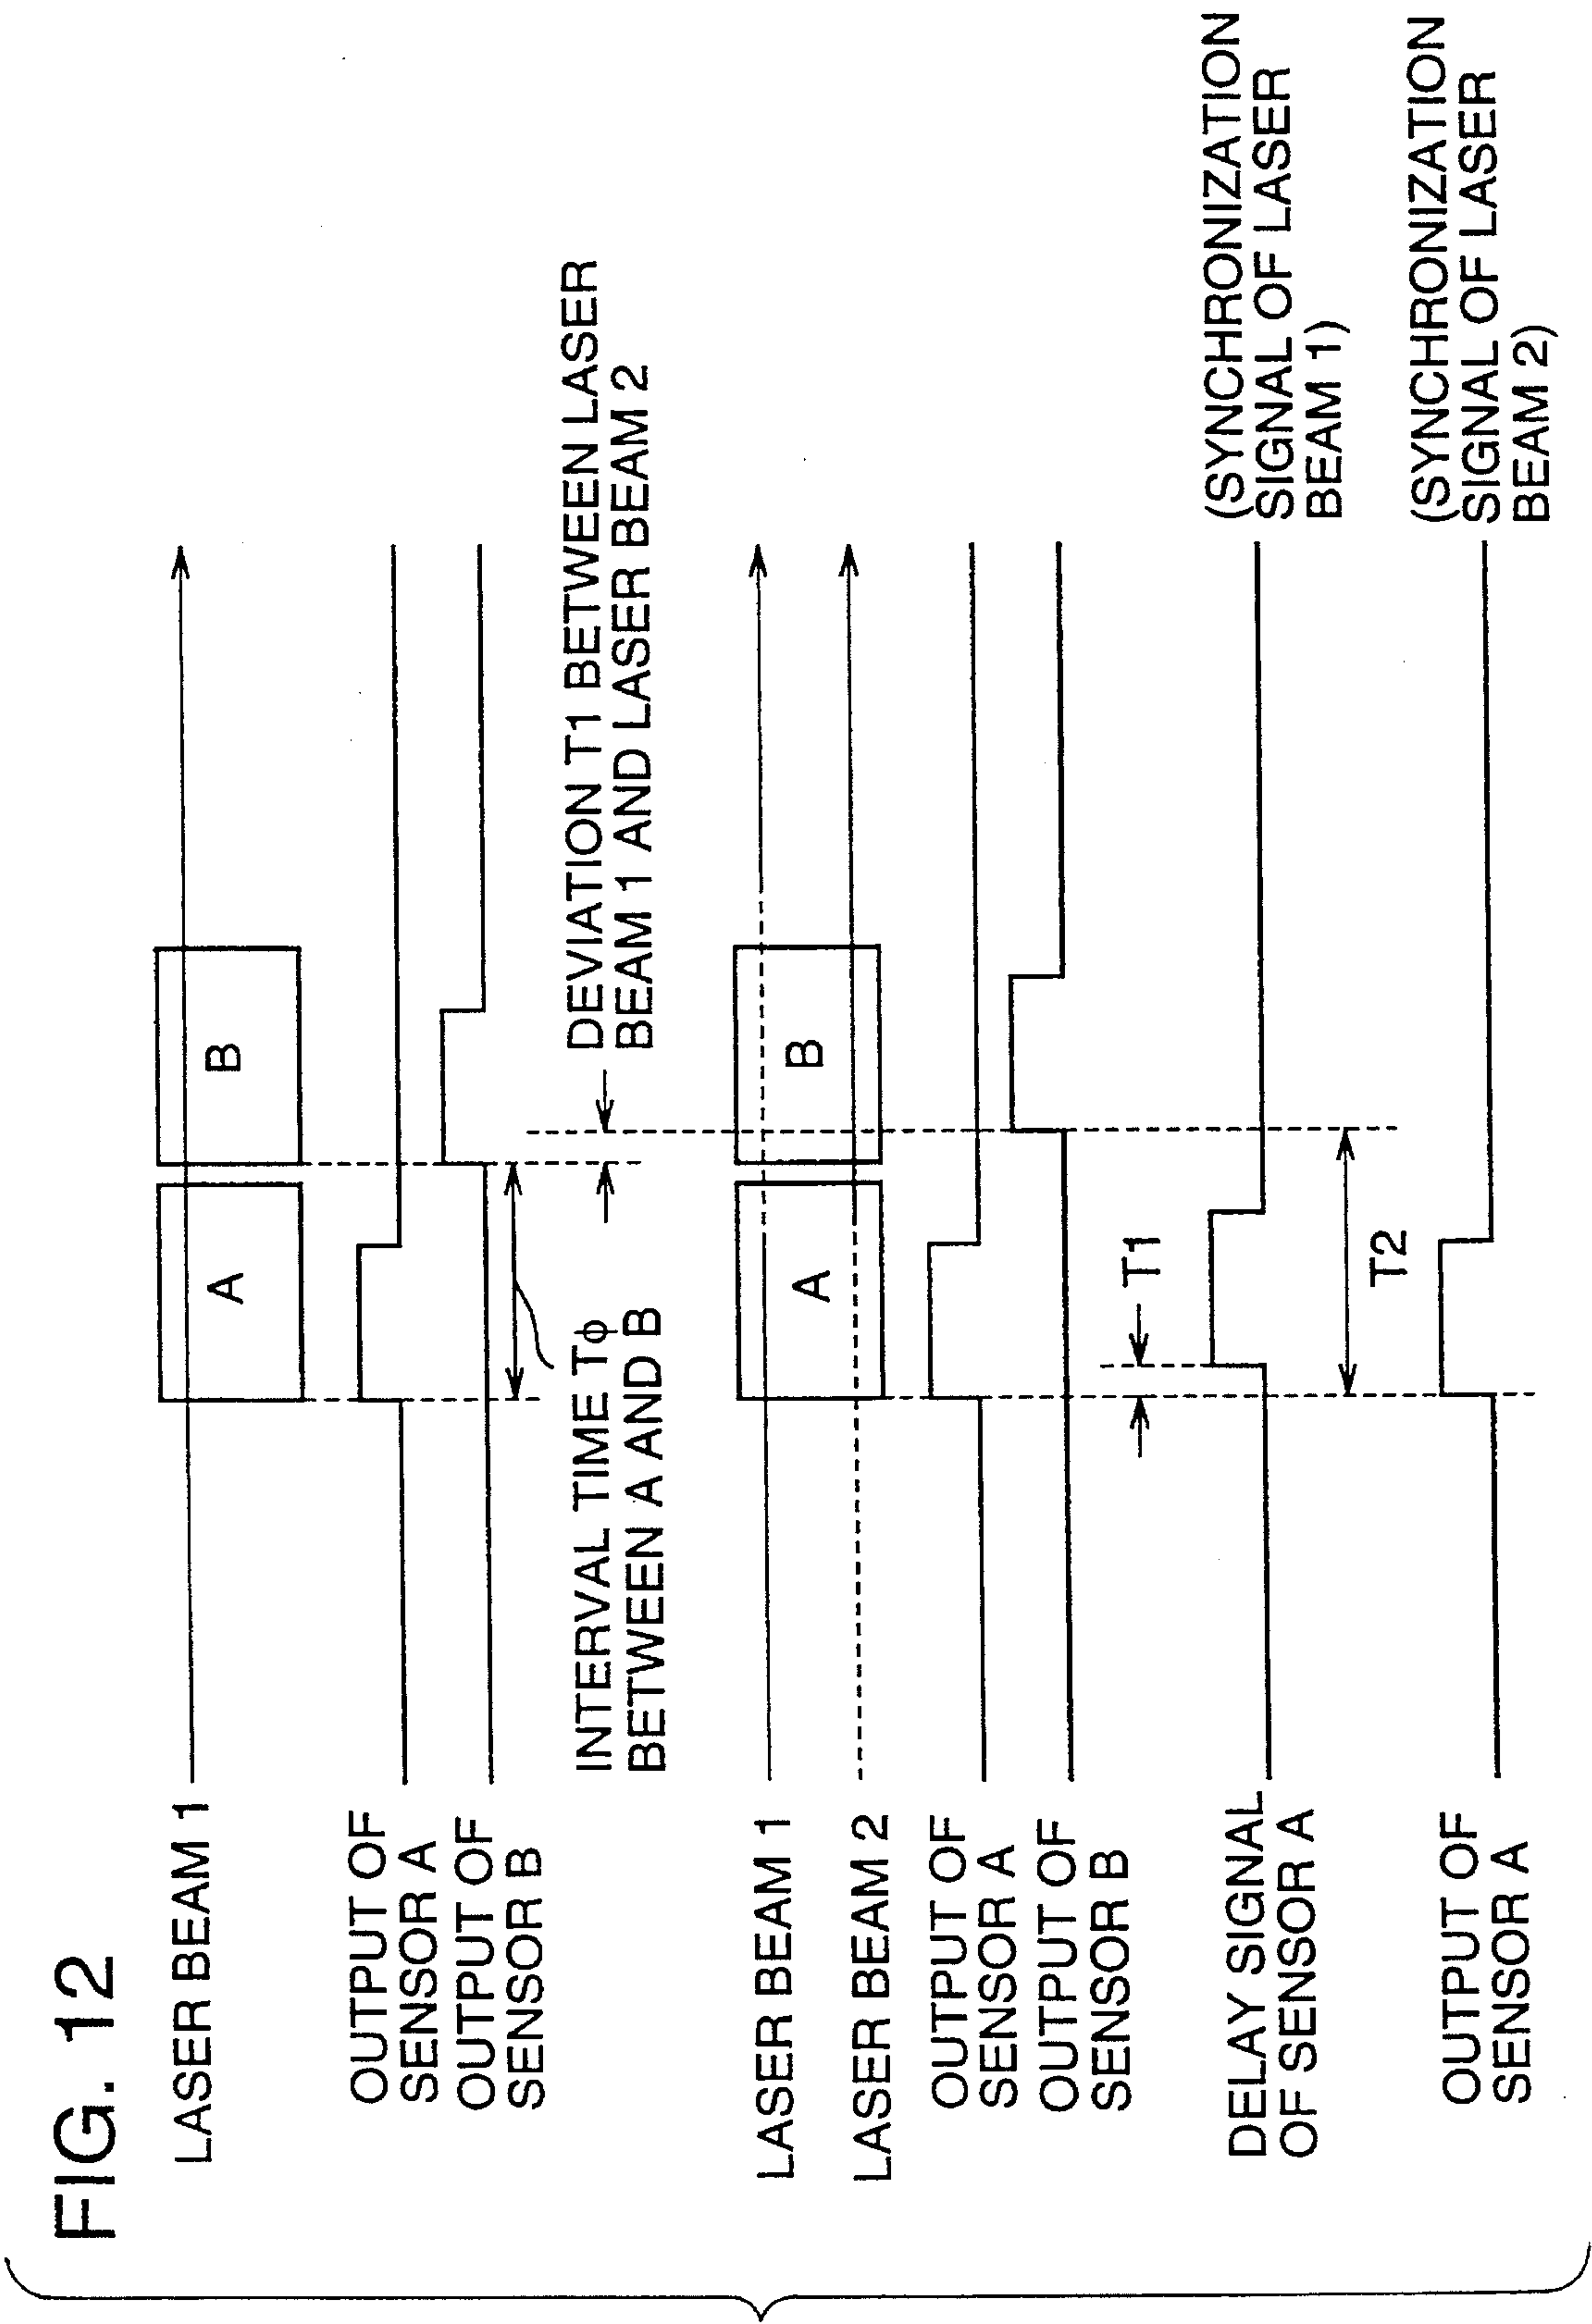 FIG. 12
LASER BEAM 1
A
B
OUTPUT OF
SENSOR A
OUTPUT OF
SENSOR B
INTERVAL TIME Tφ
BETWEEN A AND B
DEVIATION T1 BETWEEN LASER
BEAM 1 AND LASER BEAM 2
LASER BEAM 1
LASER BEAM 2
A
B
OUTPUT OF
SENSOR A
OUTPUT OF
SENSOR B
T1
DELAY SIGNAL
OF SENSOR A
(SYNCHRONIZATION
SIGNAL OF LASER
BEAM 1)
T2
OUTPUT OF
SENSOR A
(SYNCHRONIZATION
SIGNAL OF LASER
BEAM 2)